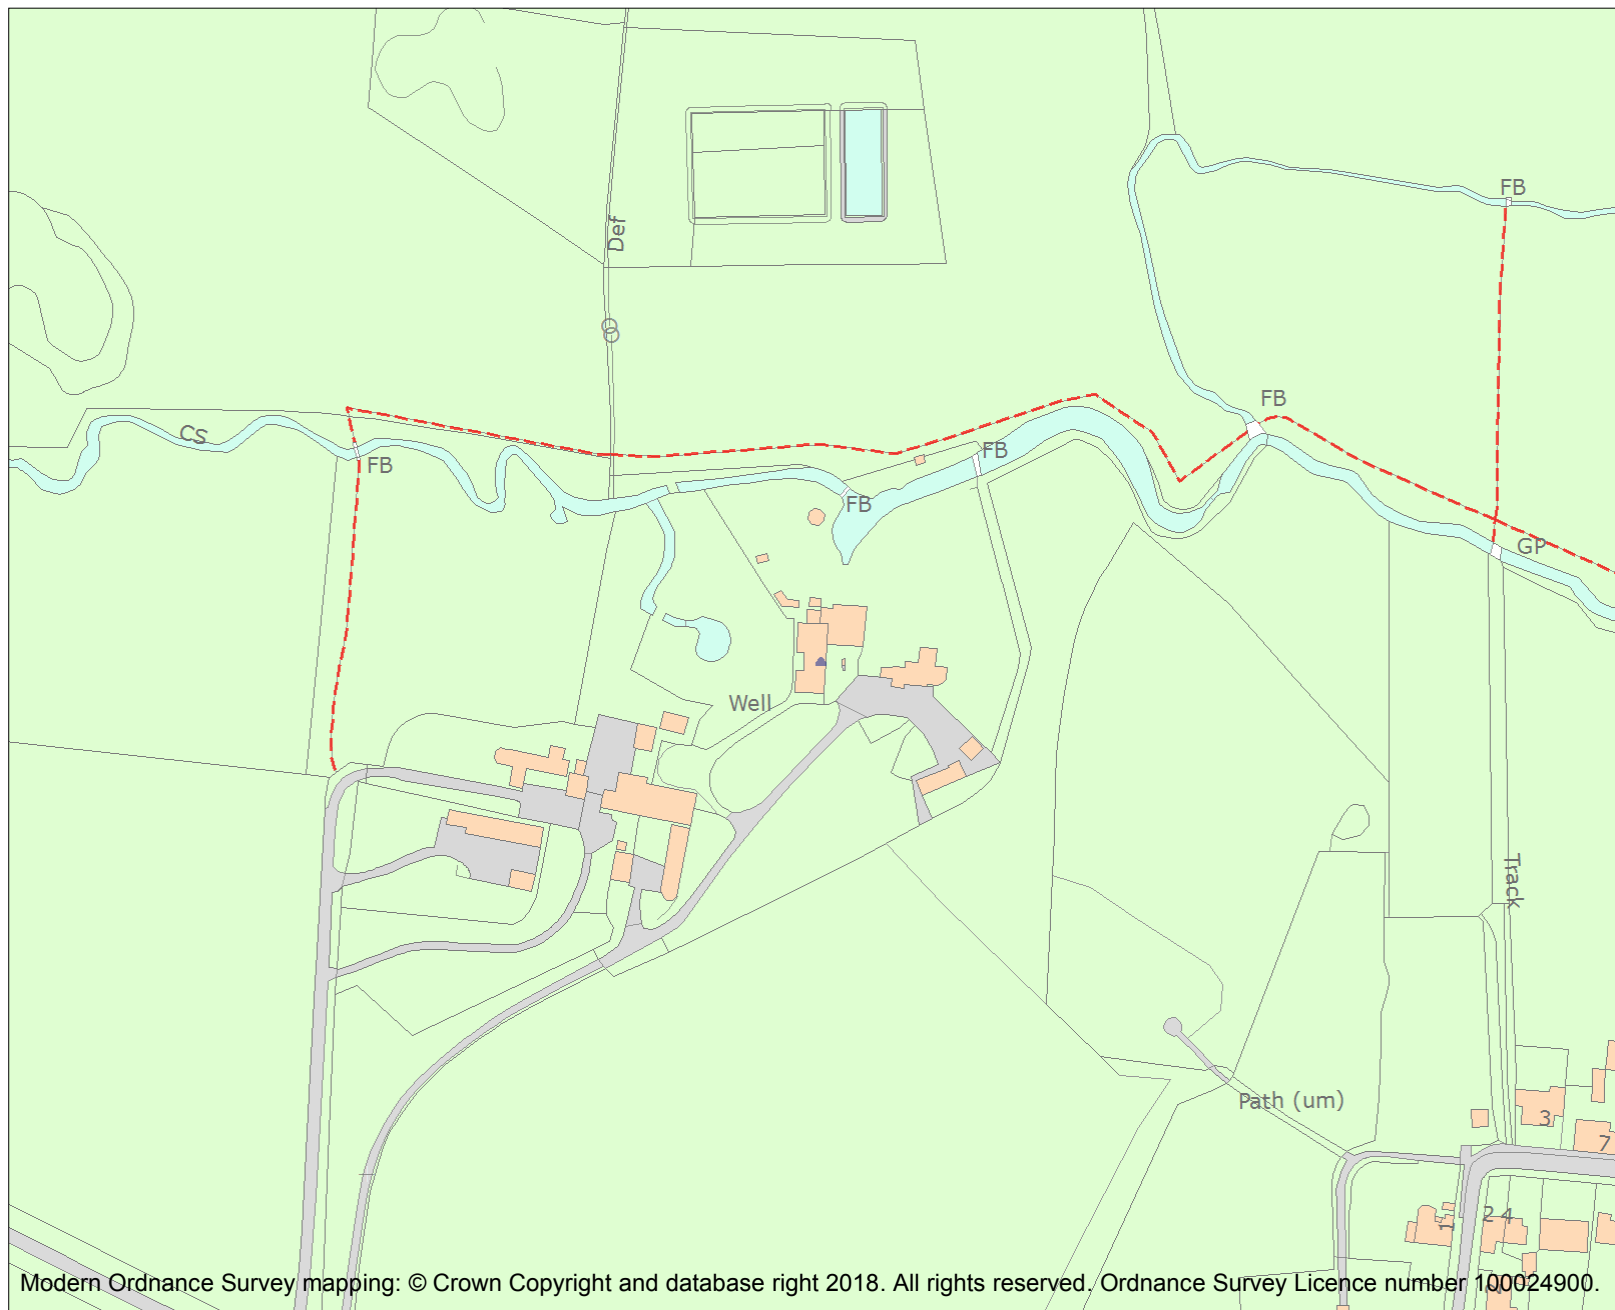 FB
Def
FB
CS
FB
FB
FB
GP
Well
Track
Path (um)
3
7
1
2
4
Modern Ordnance Survey mapping: © Crown Copyright and database right 2018. All rights reserved. Ordnance Survey Licence number 100024900.